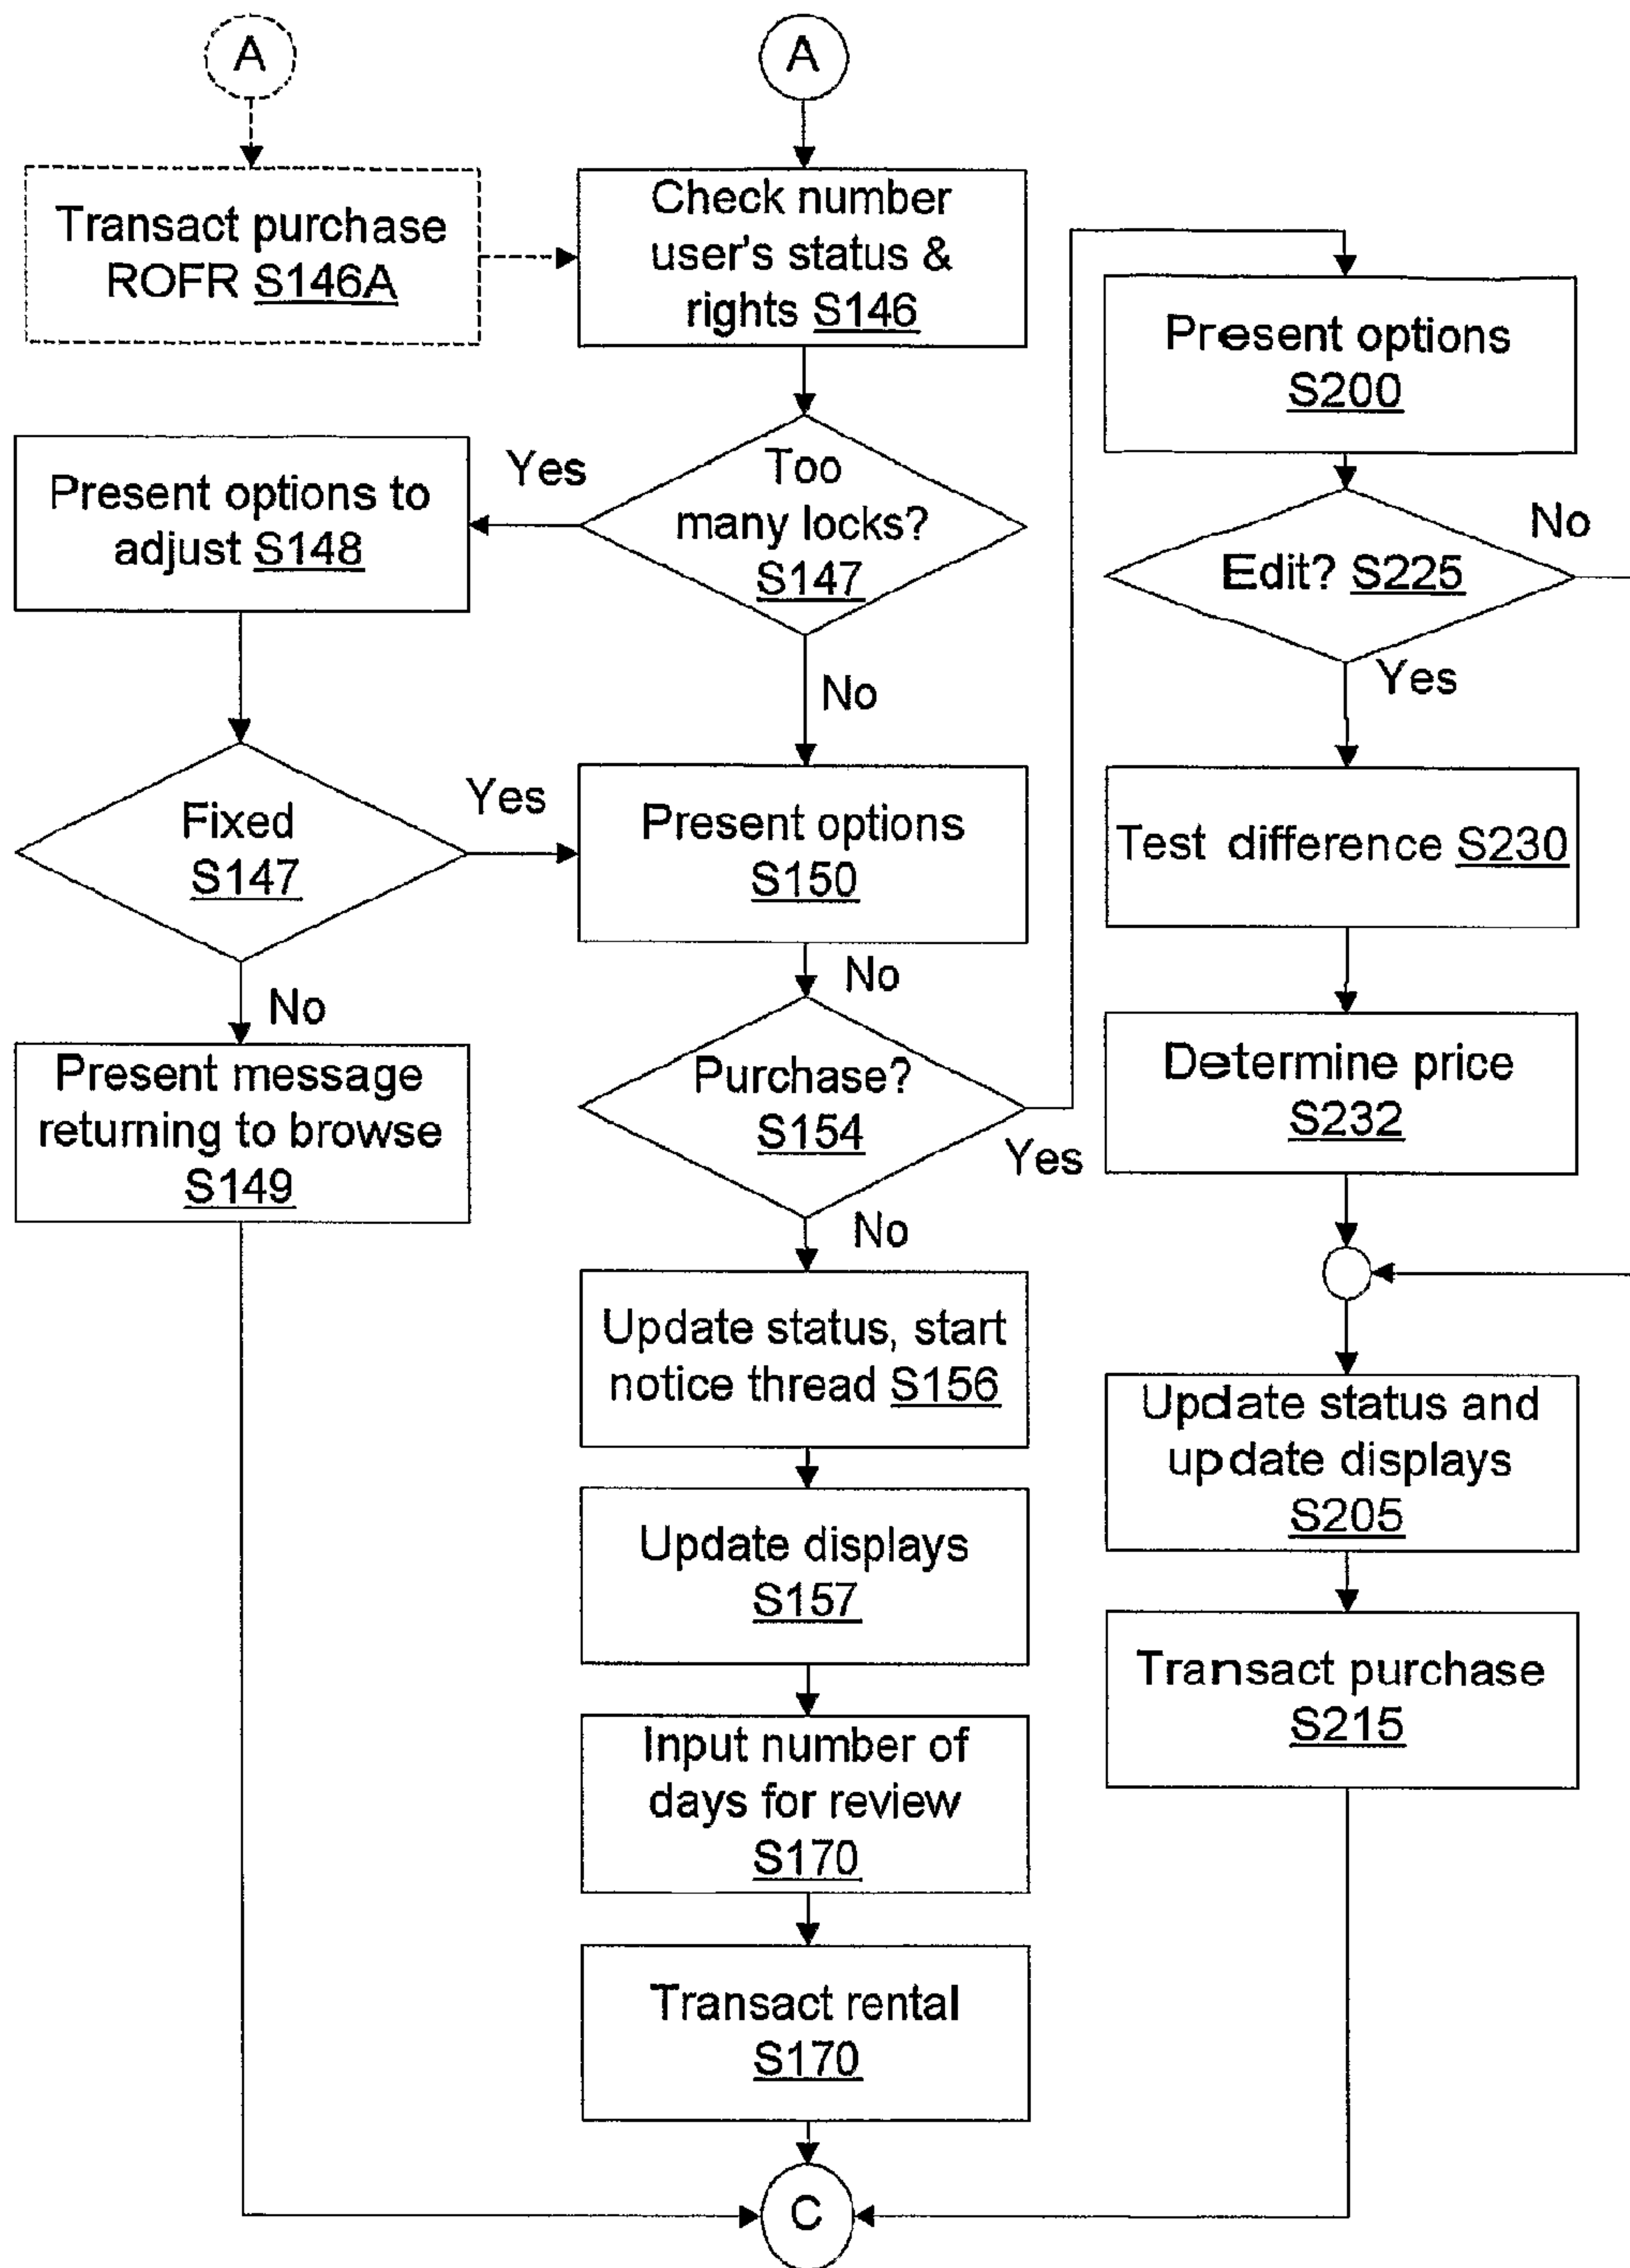 A
A
Transact purchase
ROFR S146A
Check number
user's status &
rights S146
Present options
S200
Present options to
adjust S148
Yes
Too
many locks?
S147
No
Edit? S225
Yes
No
Fixed
S147
Yes
Present options
S150
Test difference S230
No
No
Present message
returning to browse
S149
Purchase?
S154
Yes
Determine price
S232
No
Update status, start
notice thread S156
Update status and
update displays
S205
Update displays
S157
Transact purchase
S215
Input number of
days for review
S170
Transact rental
S170
C